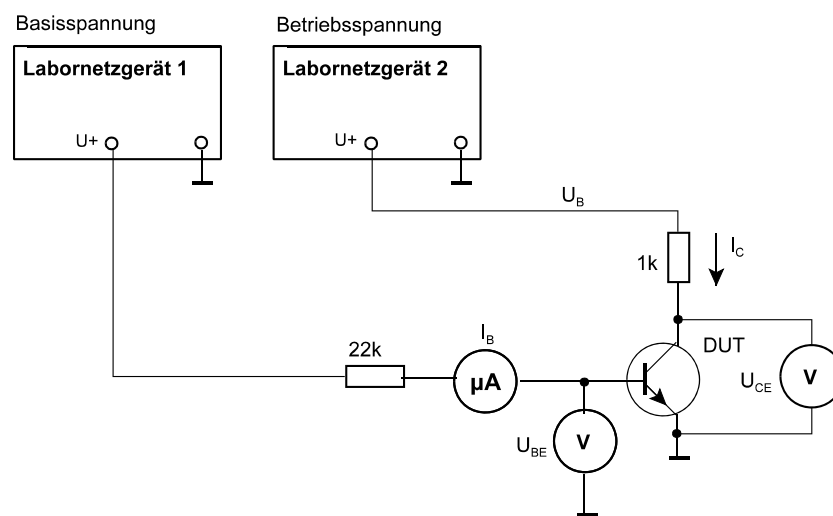 Basisspannung
Betriebsspannung
Labornetzgerät 1
Labornetzgerät 2
U+
U+
U_B
1k
I_C
I_B
22k
DUT
µA
V
U_CE
U_BE
V